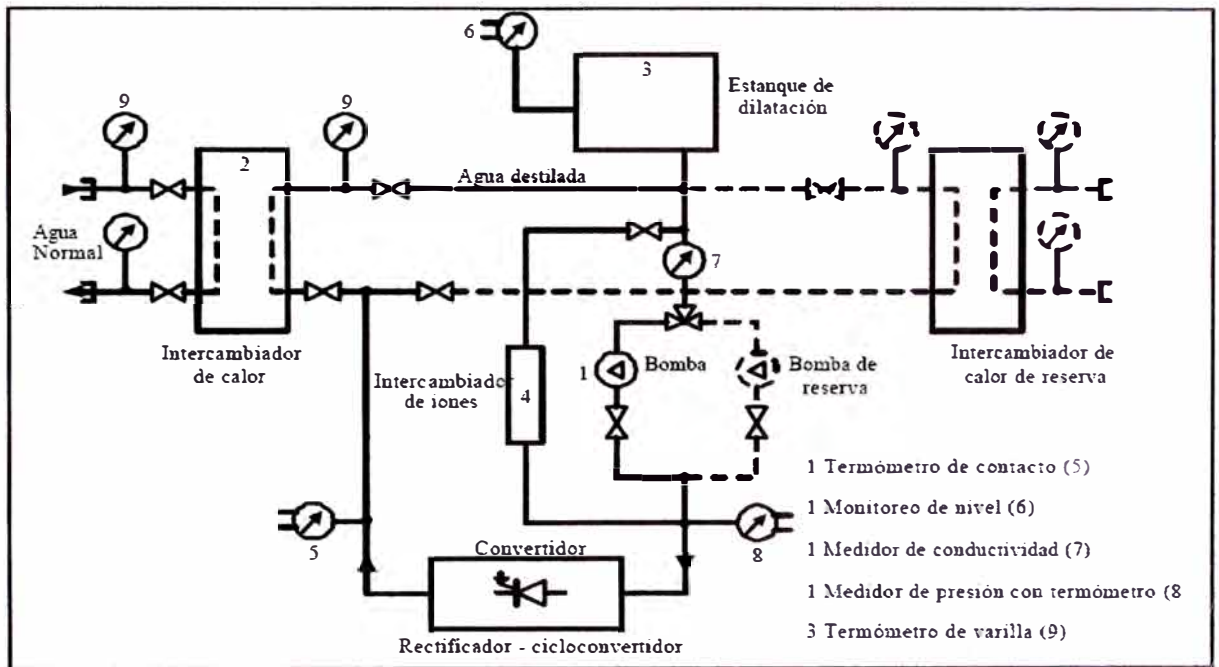 6
3
Estanque de
dilatación
9
9
2
Agua destilada
Agua
Normal
7
Intercambiador
de calor
Intercambiador
de iones
4
1
Bomba
Bomba de
reserva
Intercambiador de
calor de reserva
5
8
Convertidor
Rectificador - cicloconvertidor
1 Termómetro de contacto (5)
1 Monitoreo de nivel (6)
1 Medidor de conductividad (7)
1 Medidor de presión con termómetro (8
3 Termómetro de varilla (9)